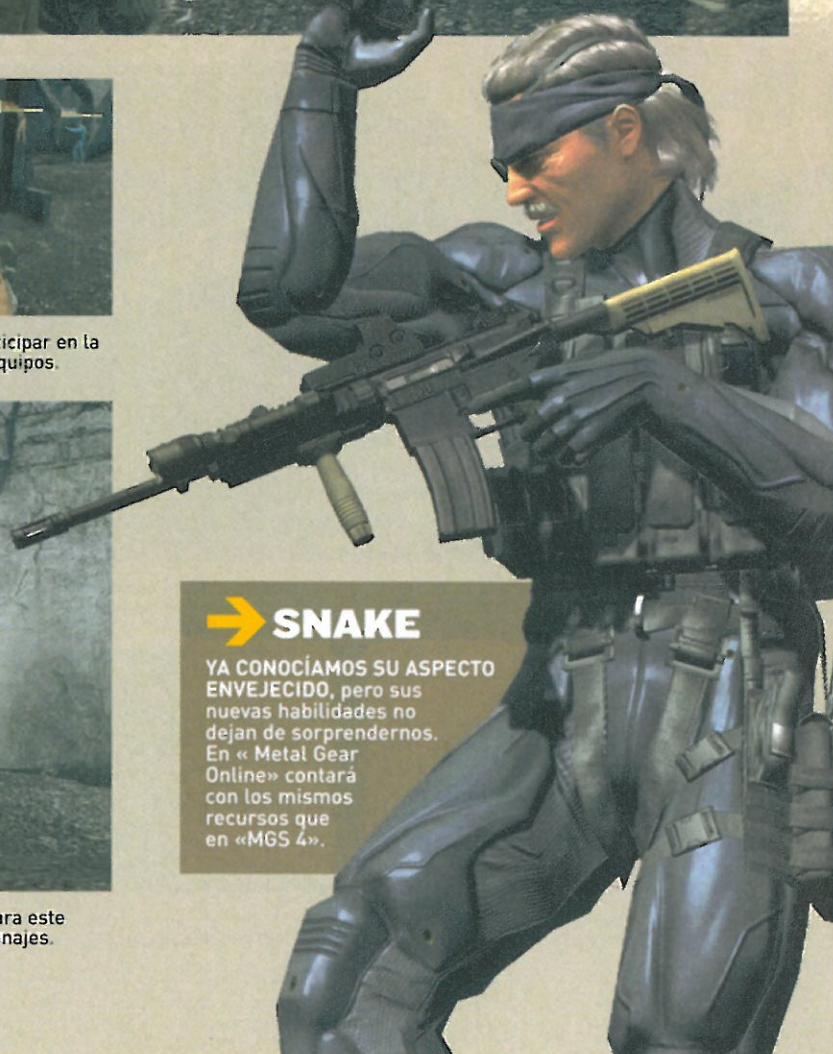 ticipar en la
quipos.
SNAKE
YA CONOCÍAMOS SU ASPECTO
ENVEJECIDO, pero sus
nuevas habilidades no
dejan de sorprendernos.
En « Metal Gear
Online» contará
con los mismos
recursos que
en «MGS 4».
ara este
najes.